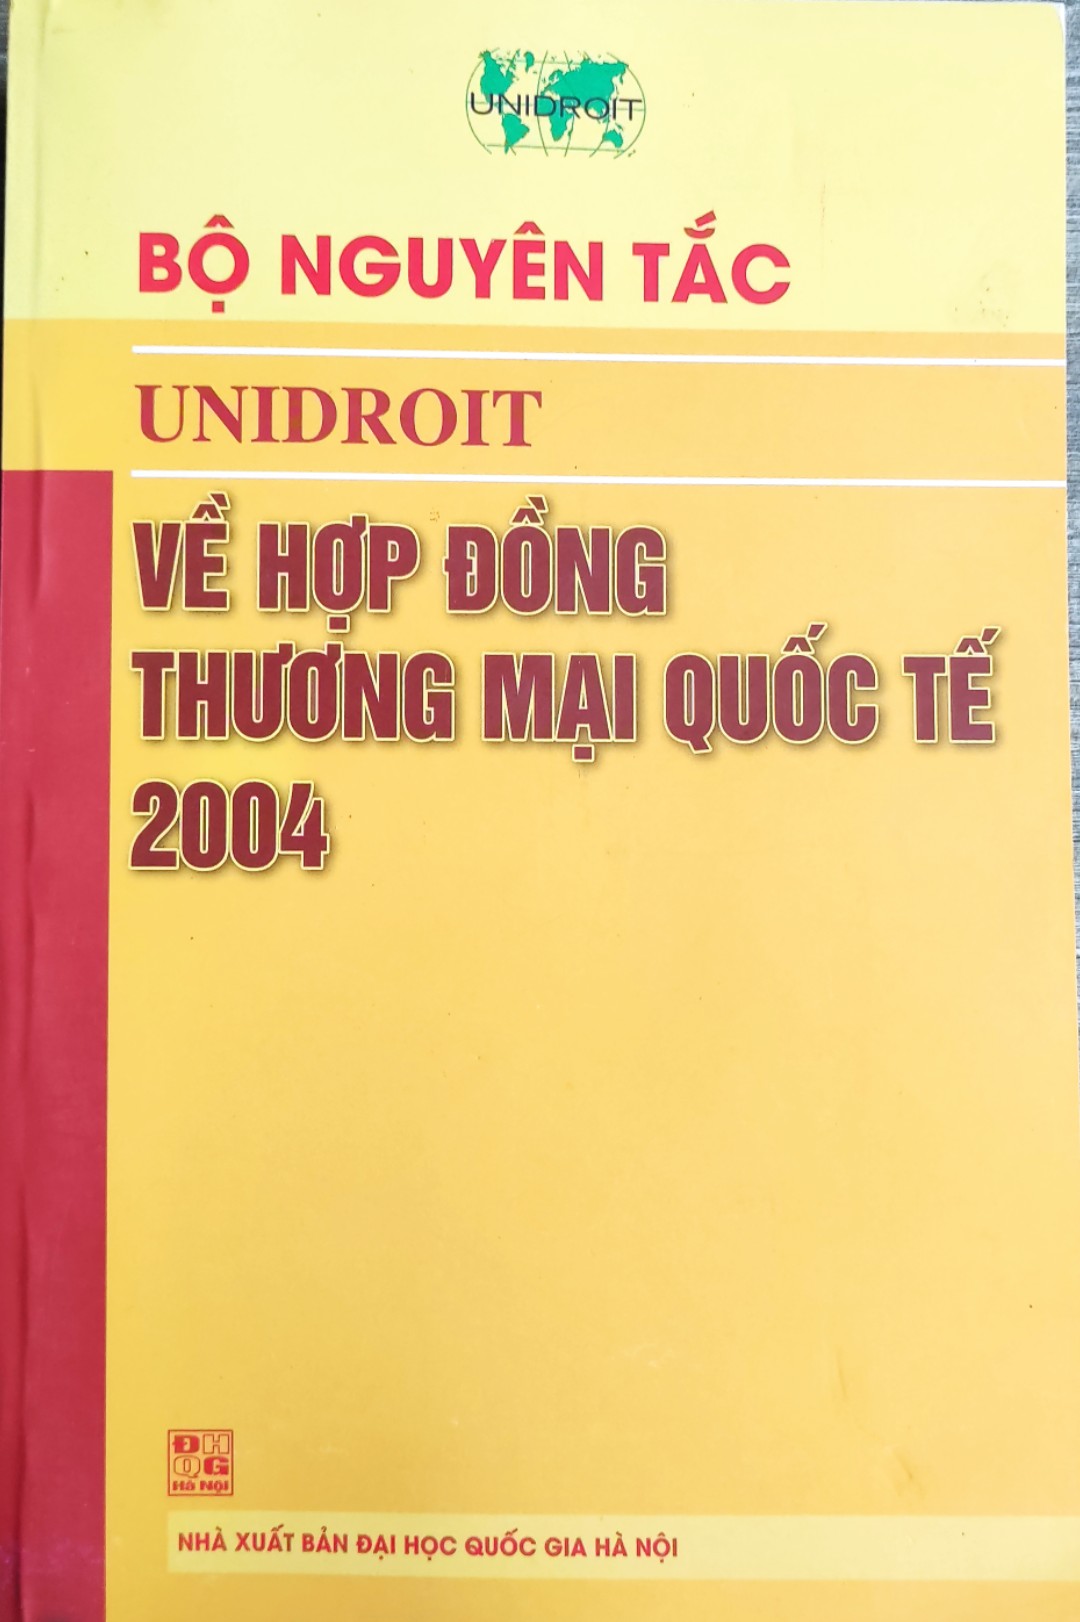 UNIDROIT
BỘ NGUYÊN TẮC
UNIDROIT
VỀ HỢP ĐỒNG
THƯƠNG MẠI QUỐC TẾ
2004
ĐH
QG
Hà Nội
NHÀ XUẤT BẢN ĐẠI HỌC QUỐC GIA HÀ NỘI